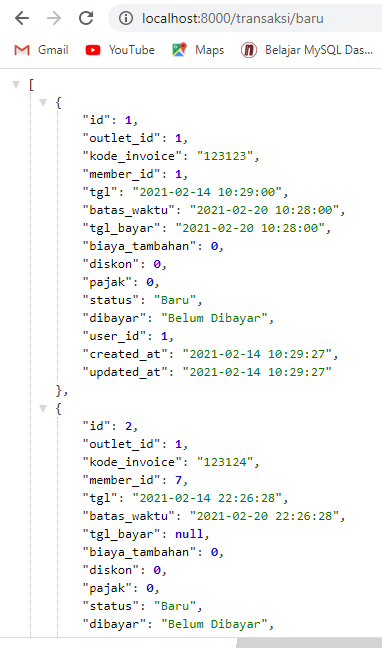 localhost:8000/transaksi/baru
Gmail YouTube Maps Belajar MySQL Das...
[
{
"id": 1,
"outlet_id": 1,
"kode_invoice": "123123",
"member_id": 1,
"tgl": "2021-02-14 10:29:00",
"batas_waktu": "2021-02-20 10:28:00",
"tgl_bayar": "2021-02-20 10:28:00",
"biaya_tambahan": 0,
"diskon": 0,
"pajak": 0,
"status": "Baru",
"dibayar": "Belum Dibayar",
"user_id": 1,
"created_at": "2021-02-14 10:29:27",
"updated_at": "2021-02-14 10:29:27"
},
{
"id": 2,
"outlet_id": 1,
"kode_invoice": "123124",
"member_id": 7,
"tgl": "2021-02-14 22:26:28",
"batas_waktu": "2021-02-20 22:26:28",
"tgl_bayar": null,
"biaya_tambahan": 0,
"diskon": 0,
"pajak": 0,
"status": "Baru",
"dibayar": "Belum Dibayar",